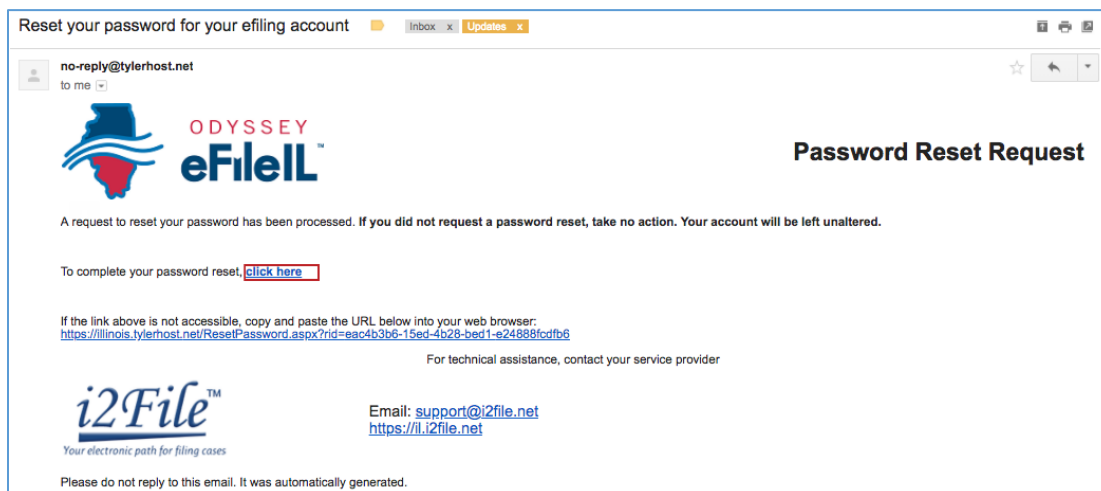 Reset your password for your efiling account Inbox x Updates x
no-reply@tylerhost.net
to me
ODYSSEY
eFileIL™
Password Reset Request
A request to reset your password has been processed. If you did not request a password reset, take no action. Your account will be left unaltered.
To complete your password reset, click here
If the link above is not accessible, copy and paste the URL below into your web browser:
https://illinois.tylerhost.net/ResetPassword.aspx?rid=eac4b3b6-15ed-4b28-bed1-e24888fcdfb6
For technical assistance, contact your service provider
i2File™
Your electronic path for filing cases
Email: support@i2file.net
https://il.i2file.net
Please do not reply to this email. It was automatically generated.